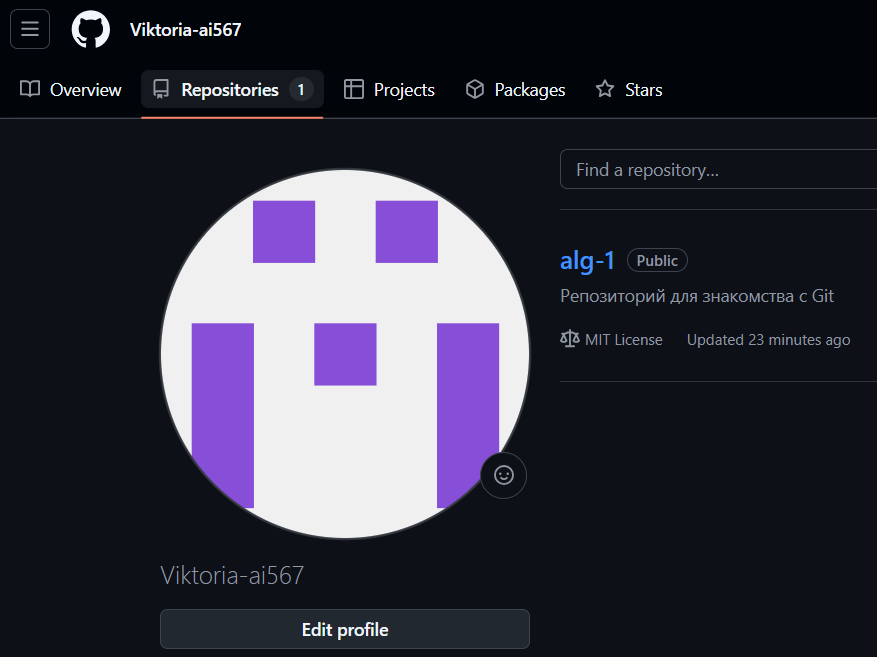 Viktoria-ai567
Overview Repositories 1 Projects Packages Stars
Find a repository...
alg-1 Public
Репозиторий для знакомства с Git
MIT License Updated 23 minutes ago
Viktoria-ai567
Edit profile